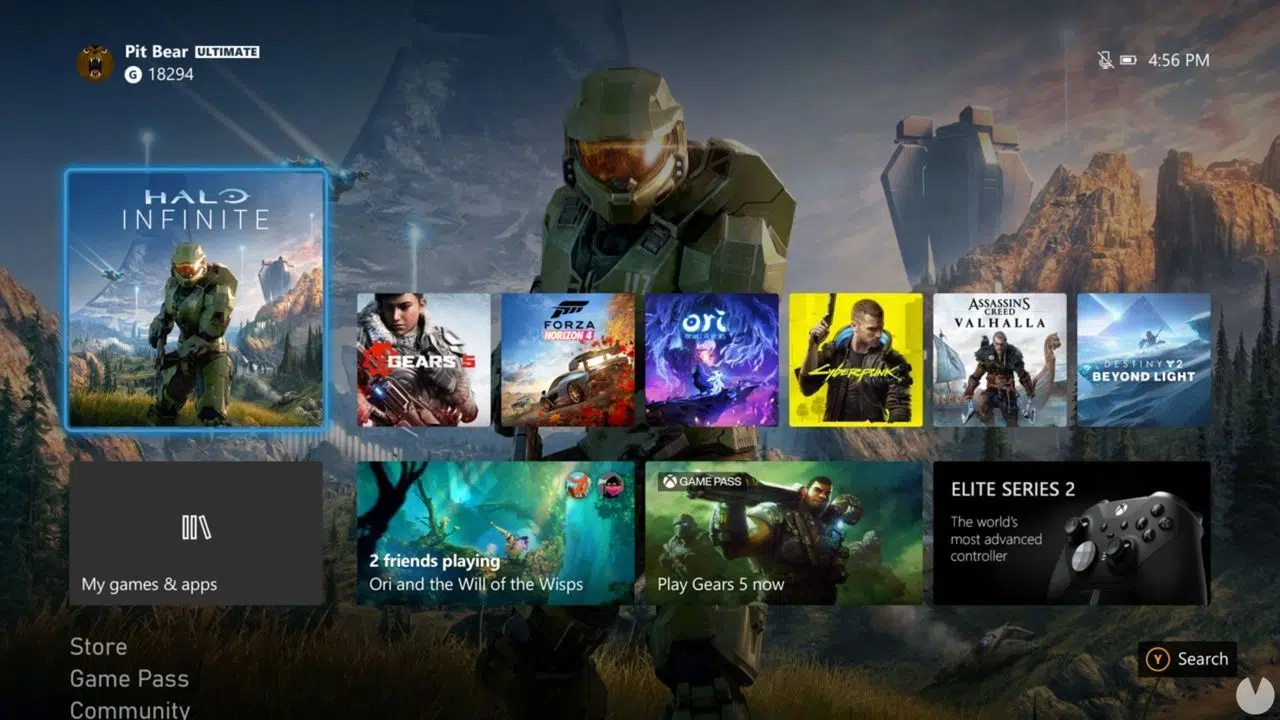 Pit Bear ULTIMATE
G 18294
4:56 PM
HALO
INFINITE
GEARS 5
FORZA
HORIZON 4
ori
CYBERPUNK
ASSASSIN'S
CREED
VALHALLA
DESTINY 2
BEYOND LIGHT
My games & apps
2 friends playing
Ori and the Will of the Wisps
GAME PASS
Play Gears 5 now
ELITE SERIES 2
The world's
most advanced
controller
Store
Game Pass
Community
Y Search